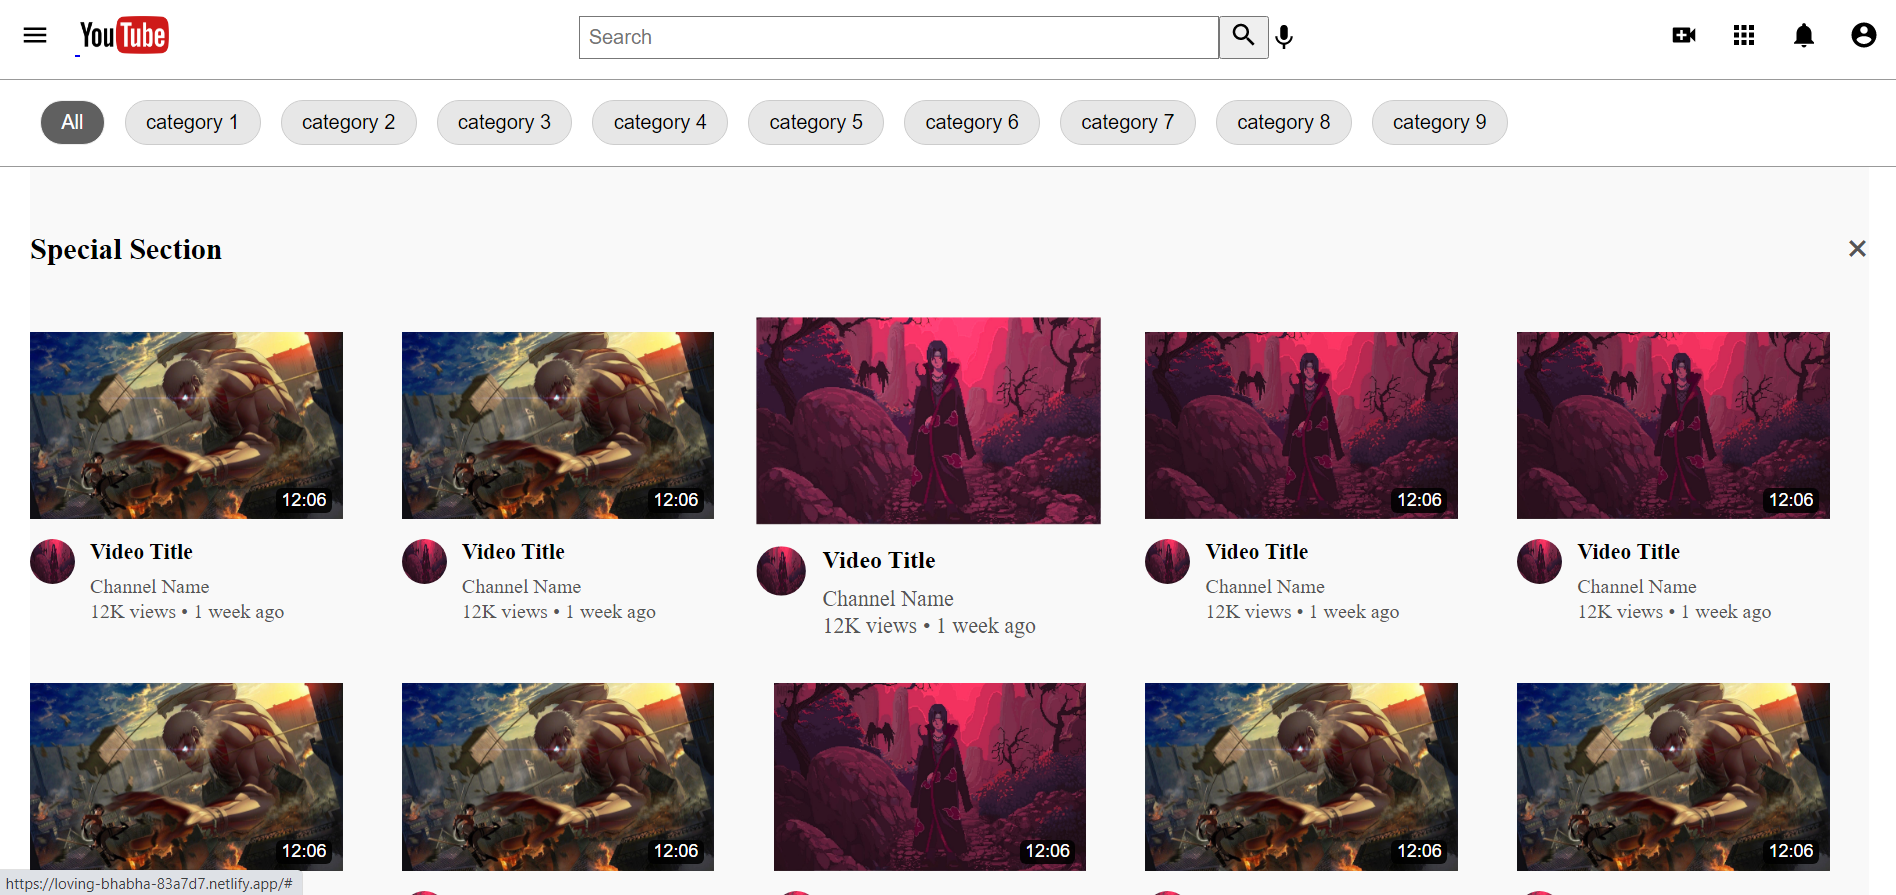 YouTube
Search
All
category 1
category 2
category 3
category 4
category 5
category 6
category 7
category 8
category 9
Special Section
12:06
12:06
12:06
12:06
Video Title
Channel Name
12K views • 1 week ago
Video Title
Channel Name
12K views • 1 week ago
Video Title
Channel Name
12K views • 1 week ago
Video Title
Channel Name
12K views • 1 week ago
Video Title
Channel Name
12K views • 1 week ago
12:06
12:06
12:06
12:06
12:06
https://loving-bhabha-83a7d7.netlify.app/#